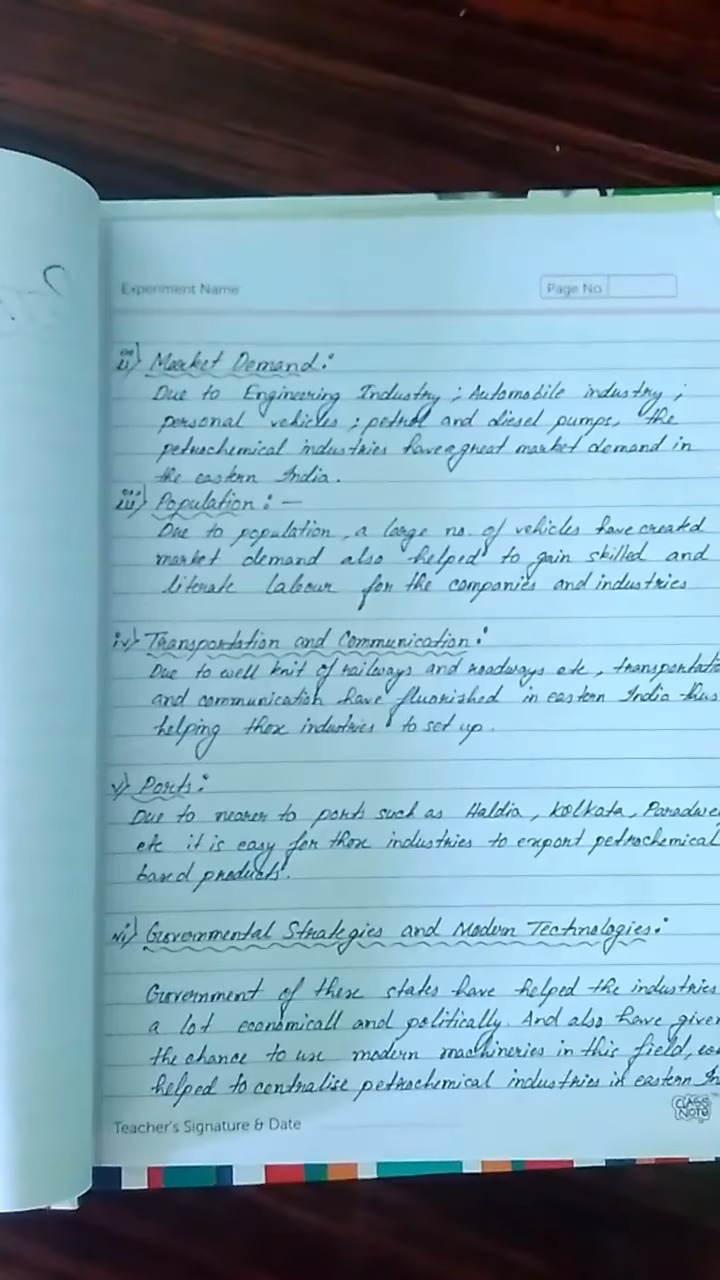 Experiment Name
Page No.
ii) Market Demand:
Due to Engineering Industry ; Automobile industry ;
personal vehicles ; petrol and diesel pumps, the
petrochemical industries have a great market demand in
the eastern India.
iii) Population : —
Due to population, a large no. of vehicles have created
market demand also helped to gain skilled and
literate labour for the companies and industries
iv) Transportation and Communication :
Due to well knit of railways and roadways etc, transportatio
and communication have fluorished in eastern India thus
helping these industries to set up.
v) Ports :
Due to nearer to ports such as Haldia, Kolkata,
etc it is easy for these industries to export petrochemical
based products.
vi) Governmental Strategies and Modern Technologies :
Government of these states have helped the industries
a lot economicall and politically. And also have given
the chance to use modern machineries in this field,
helped to centralise petrochemical industries in eastern In
CLASS NOTE
Teacher's Signature & Date